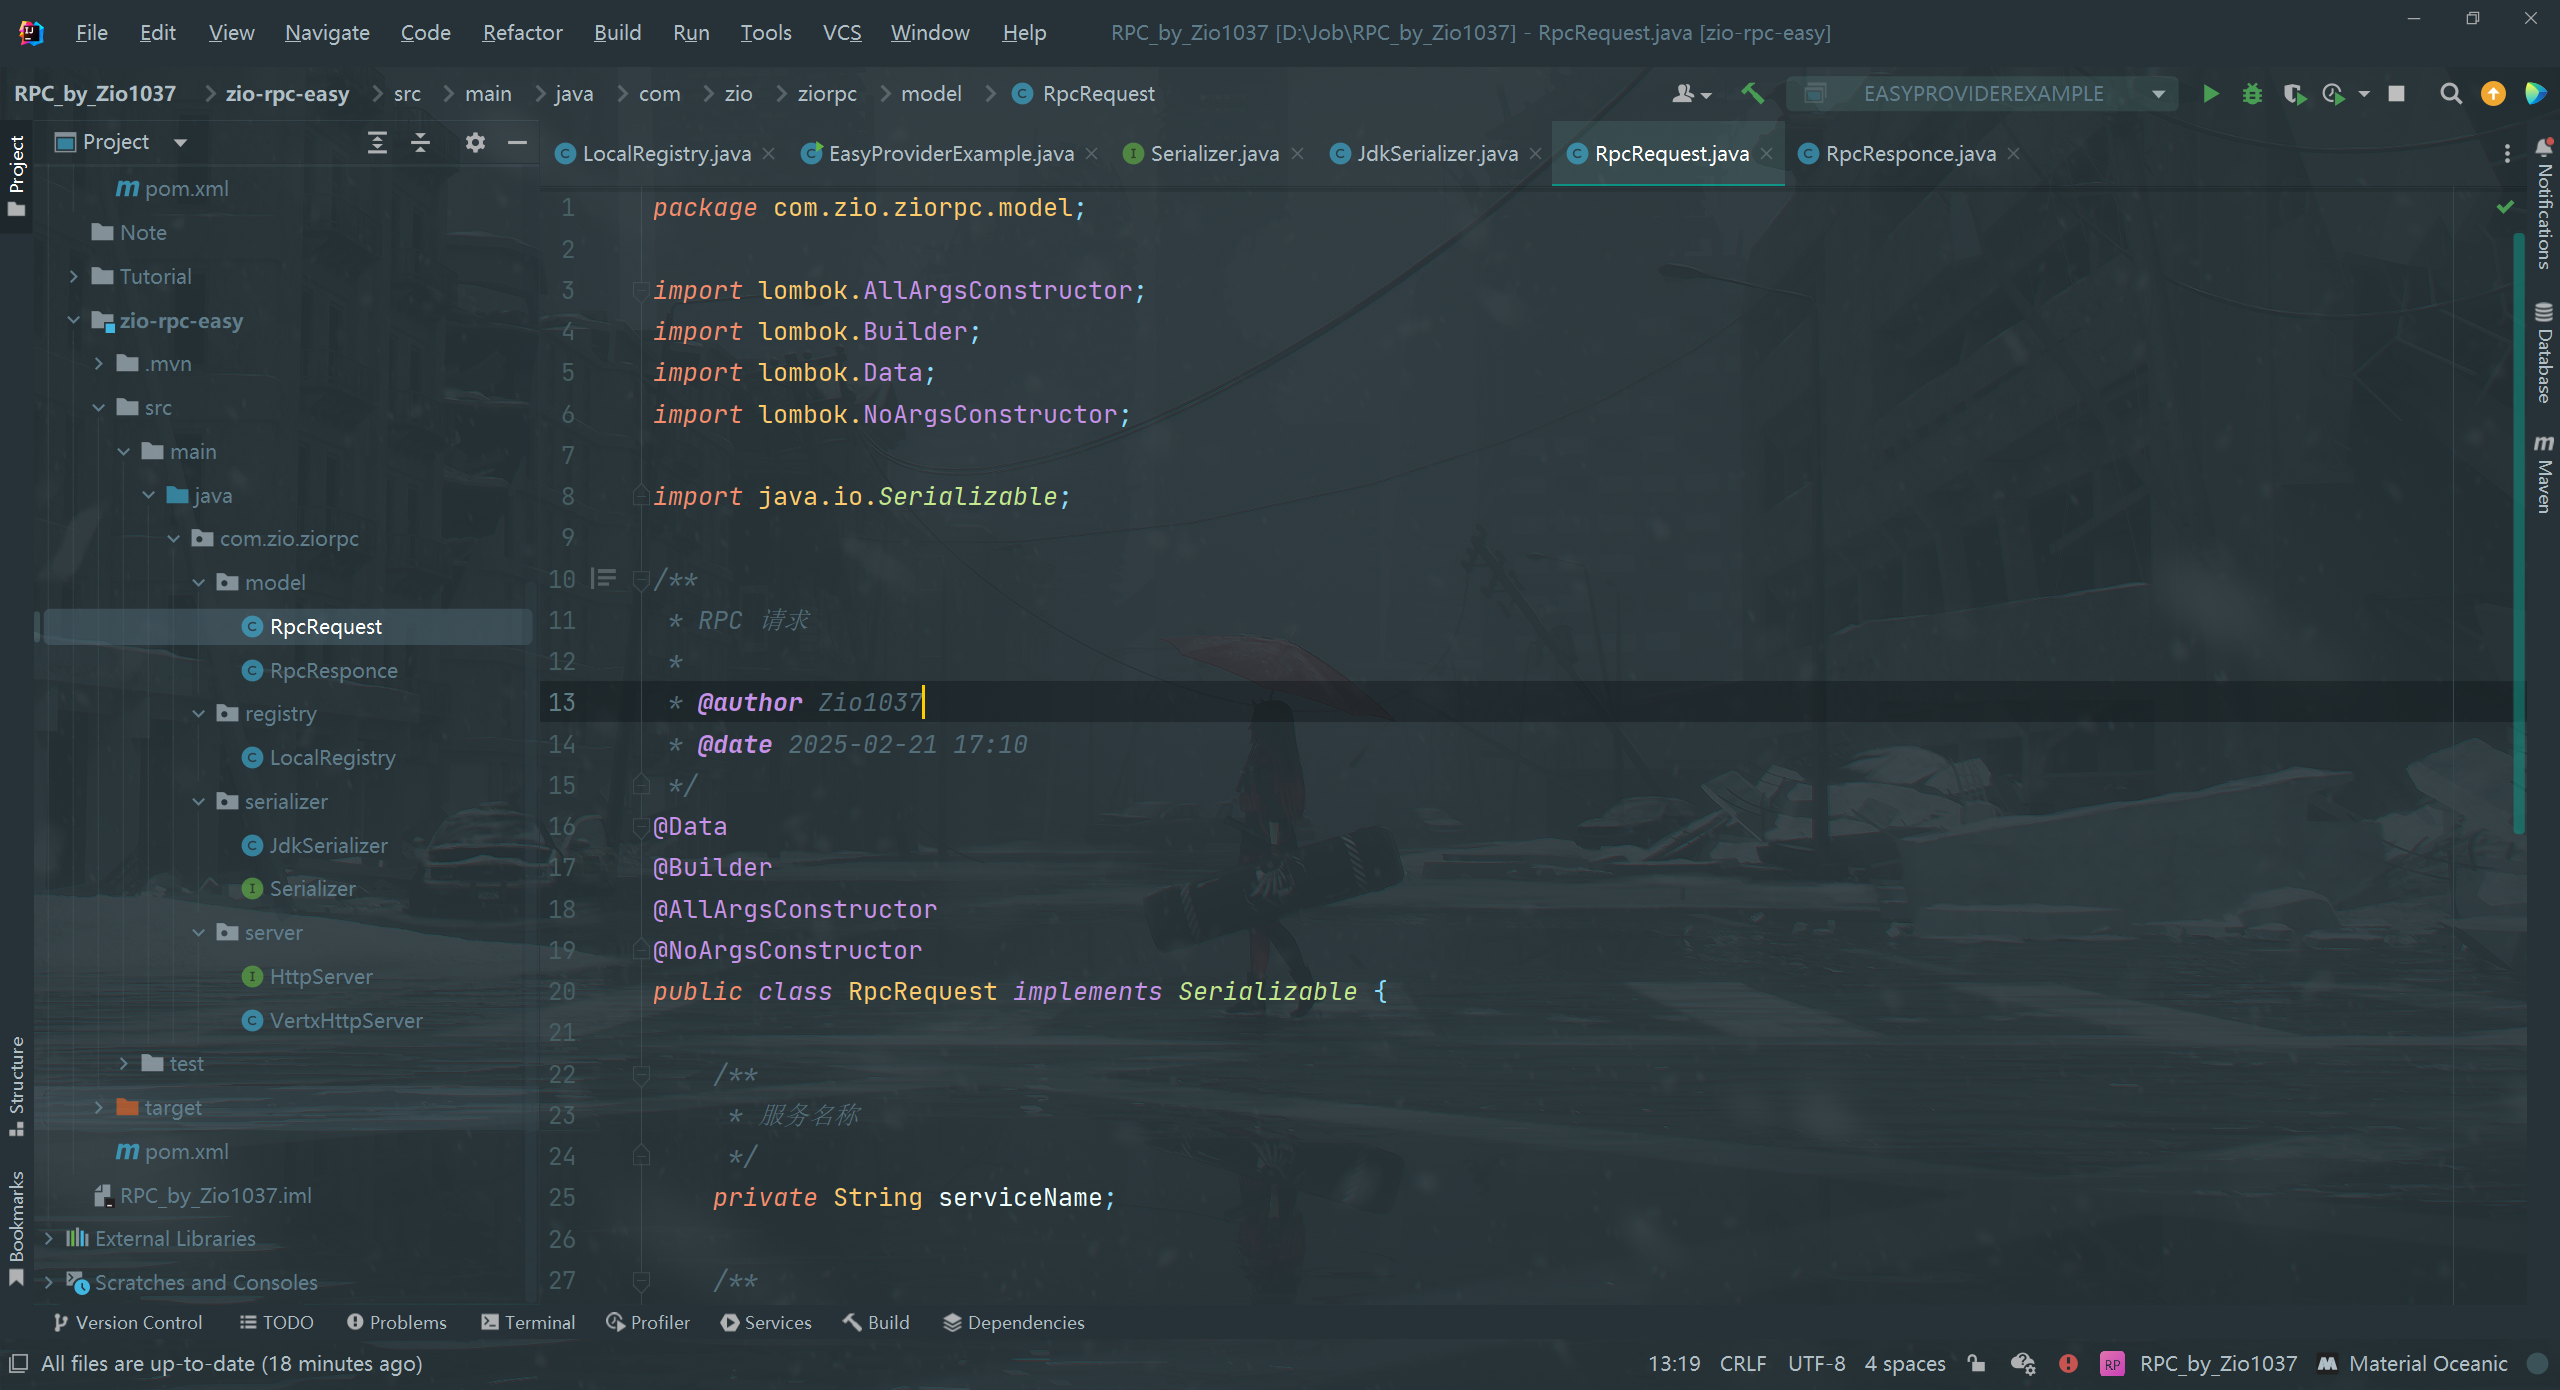 File Edit View Navigate Code Refactor Build Run Tools VCS Window Help RPC_by_Zio1037 [D:\Job\RPC_by_Zio1037] - RpcRequest.java [zio-rpc-easy]
RPC_by_Zio1037 zio-rpc-easy src main java com zio ziorpc model RpcRequest EASYPROVIDEREXAMPLE
Project
LocalRegistry.java EasyProviderExample.java Serializer.java JdkSerializer.java RpcRequest.java RpcResponce.java
Project
pom.xml
Note
Tutorial
zio-rpc-easy
.mvn
src
main
java
com.zio.ziorpc
model
RpcRequest
RpcResponce
registry
LocalRegistry
serializer
JdkSerializer
Serializer
server
HttpServer
VertxHttpServer
test
target
pom.xml
RPC_by_Zio1037.iml
External Libraries
Scratches and Consoles
Structure
Bookmarks
1 package com.zio.ziorpc.model;
2
3 import lombok.AllArgsConstructor;
4 import lombok.Builder;
5 import lombok.Data;
6 import lombok.NoArgsConstructor;
7
8 import java.io.Serializable;
9
10 /**
11 * RPC 请求
12 *
13 * @author Zio1037
14 * @date 2025-02-21 17:10
15 */
16 @Data
17 @Builder
18 @AllArgsConstructor
19 @NoArgsConstructor
20 public class RpcRequest implements Serializable {
21
22 /**
23 * 服务名称
24 */
25 private String serviceName;
26
27 /**
Notifications
Database
Maven
Version Control TODO Problems Terminal Profiler Services Build Dependencies
All files are up-to-date (18 minutes ago) 13:19 CRLF UTF-8 4 spaces RP RPC_by_Zio1037 Material Oceanic